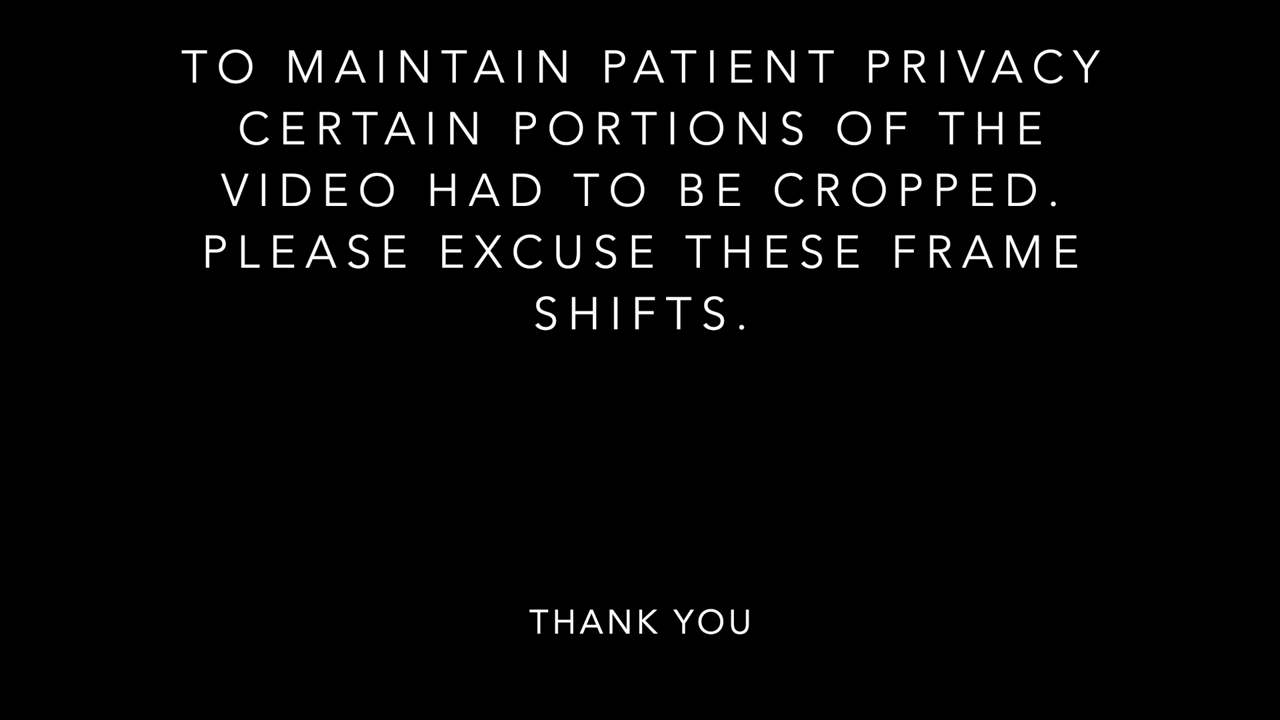 TO MAINTAIN PATIENT PRIVACY
CERTAIN PORTIONS OF THE
VIDEO HAD TO BE CROPPED.
PLEASE EXCUSE THESE FRAME
SHIFTS.
THANK YOU